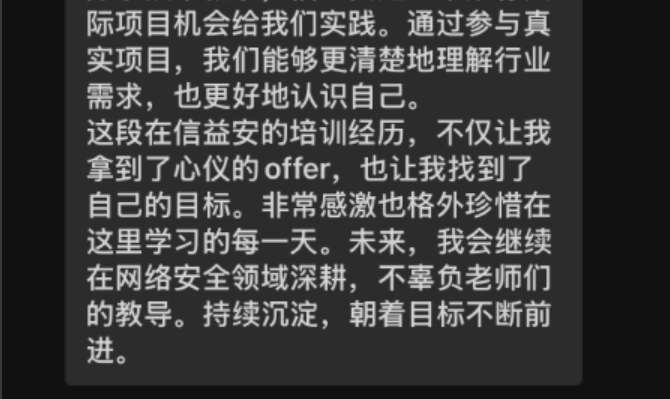 际项目机会给我们实践。通过参与真
实项目，我们能够更清楚地理解行业
需求，也更好地认识自己。
这段在信益安的培训经历，不仅让我
拿到了心仪的offer，也让我找到了
自己的目标。非常感激也格外珍惜在
这里学习的每一天。未来，我会继续
在网络安全领域深耕，不辜负老师们
的教导。持续沉淀，朝着目标不断前
进。